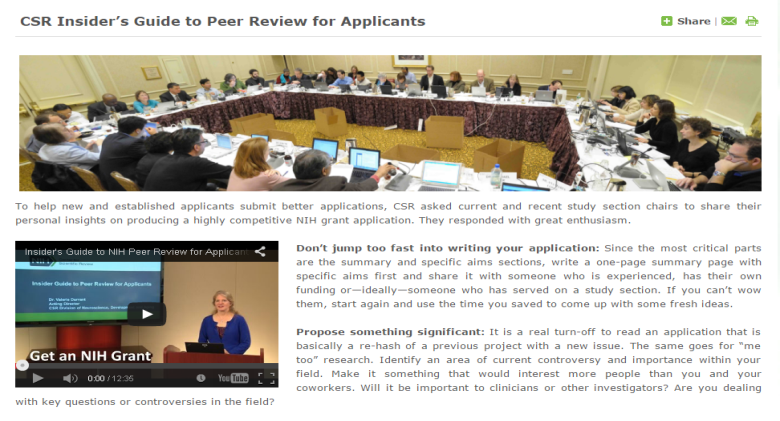 CSR Insider's Guide to Peer Review for Applicants
Share |
To help new and established applicants submit better applications, CSR asked current and recent study section chairs to share their
personal insights on producing a highly competitive NIH grant application. They responded with great enthusiasm.
Insider's Guide to NIH Peer Review for Applicants
Insider Guide to Peer Review for Applicants
Acting Director
Get an NIH Grant
0:00 / 12:35
YouTube
Don't jump too fast into writing your application: Since the most critical parts
are the summary and specific aims sections, write a one-page summary page with
specific aims first and share it with someone who is experienced, has their own
funding or—ideally—someone who has served on a study section. If you can't wow
them, start again and use the time you saved to come up with some fresh ideas.
Propose something significant: It is a real turn-off to read an application that is
basically a re-hash of a previous project with a new issue. The same goes for "me
too" research. Identify an area of current controversy and importance within your
field. Make it something that would interest more people than you and your
coworkers. Will it be important to clinicians or other investigators? Are you dealing
with key questions or controversies in the field?